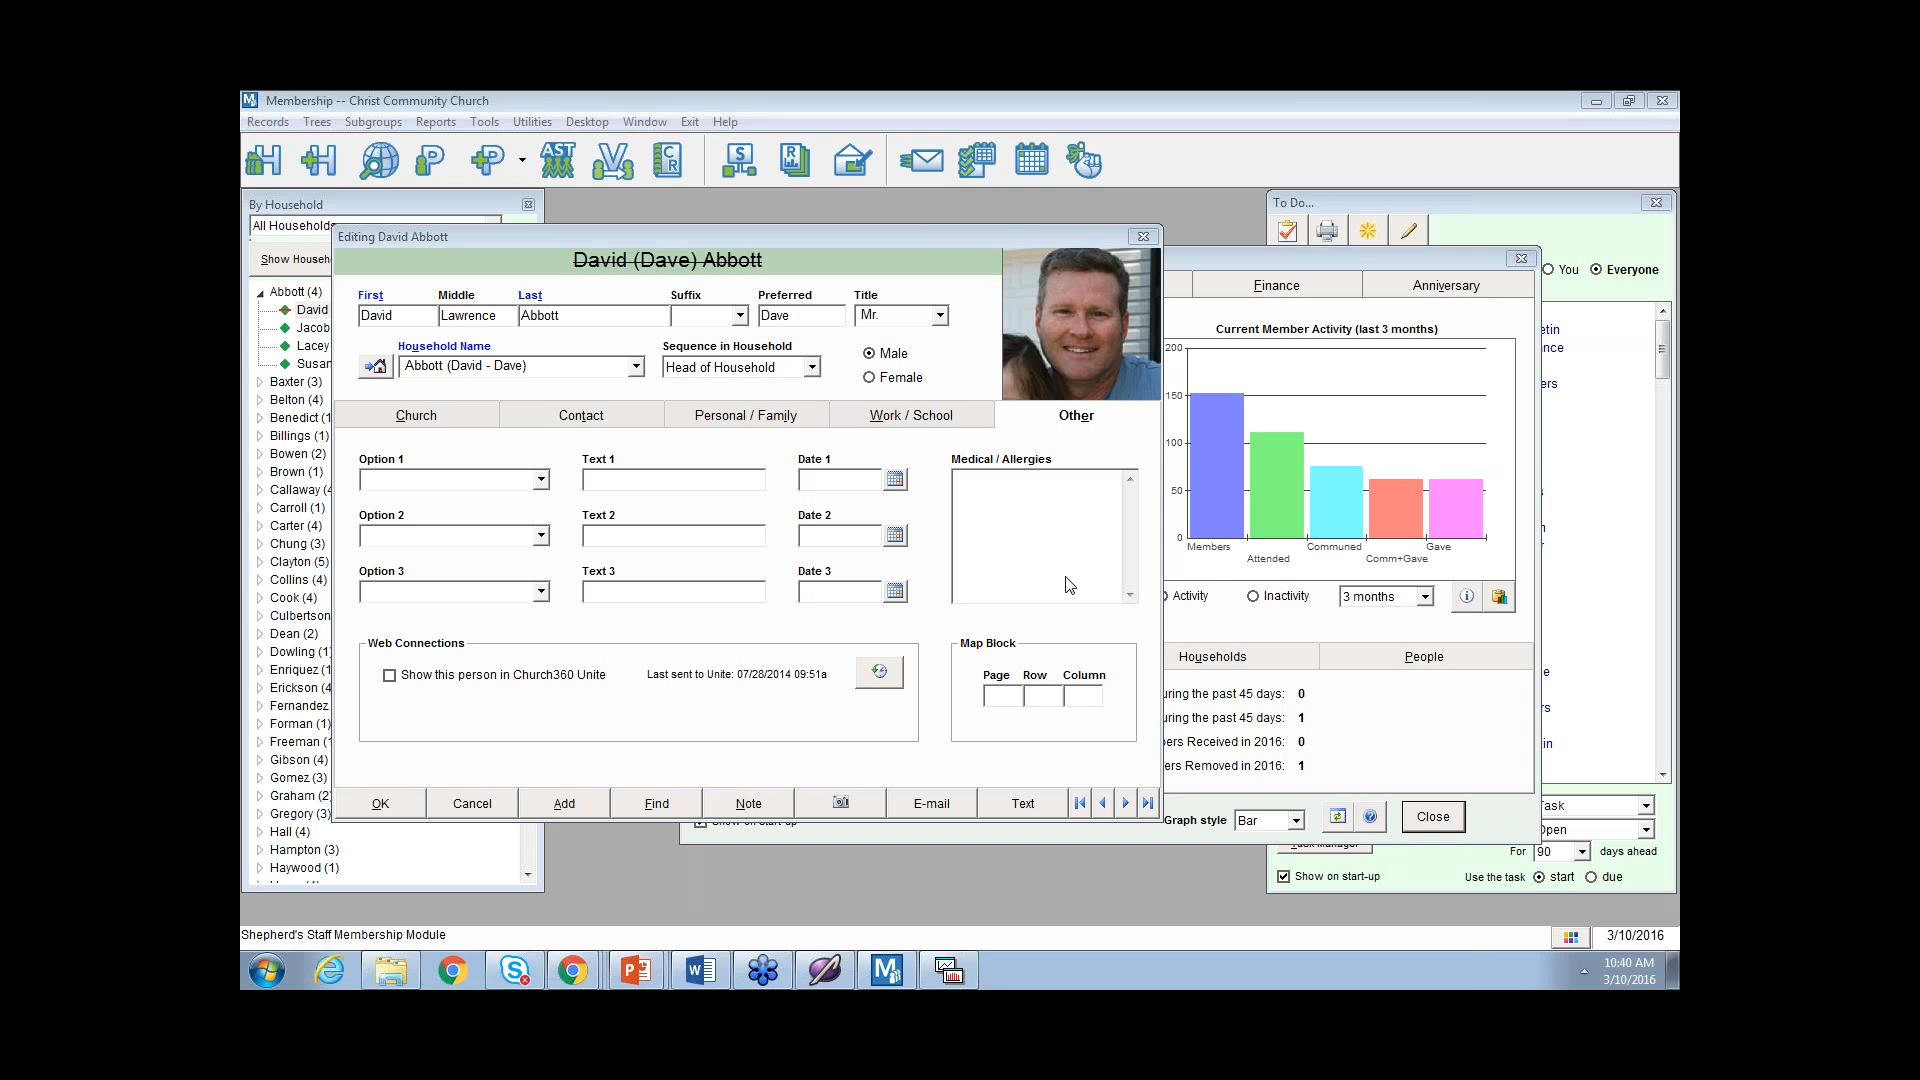 Membership -- Christ Community Church
Records Trees Subgroups Reports Tools Utilities Desktop Window Exit Help
By Household
All Households
Show Househ
Abbott (4)
David
Jacob
Lacey
Susan
Baxter (3)
Belton (4)
Benedict (1
Billings (1)
Bowen (2)
Brown (1)
Callaway (4
Carroll (1)
Carter (4)
Chung (3)
Clayton (5)
Collins (4)
Cook (4)
Culbertson
Dean (2)
Dowling (1)
Enriquez (1
Erickson (4
Fernandez
Forman (1)
Freeman (1
Gibson (4)
Gomez (3)
Graham (2)
Gregory (3)
Hall (4)
Hampton (3)
Haywood (1)
Editing David Abbott
David (Dave) Abbott
First Middle Last Suffix Preferred Title
David Lawrence Abbott Dave Mr.
Household Name Sequence in Household
Abbott (David - Dave) Head of Household
Male
Female
Church Contact Personal / Family Work / School Other
Option 1 Text 1 Date 1 Medical / Allergies
Option 2 Text 2 Date 2
Option 3 Text 3 Date 3
Web Connections
Show this person in Church360 Unite Last sent to Unite: 07/28/2014 09:51a
Map Block
Page Row Column
OK Cancel Add Find Note E-mail Text
Finance Anniversary
Current Member Activity (last 3 months)
200
150
100
50
0
Members Attended Communed Comm+Gave Gave
Activity Inactivity 3 months
Households People
uring the past 45 days: 0
uring the past 45 days: 1
ers Received in 2016: 0
ers Removed in 2016: 1
Graph style Bar Close
To Do...
You Everyone
etin
nce
ers
e
rs
tin
Task
Open
For 90 days ahead
Show on start-up Use the task start due
Shepherd's Staff Membership Module 3/10/2016
10:40 AM
3/10/2016